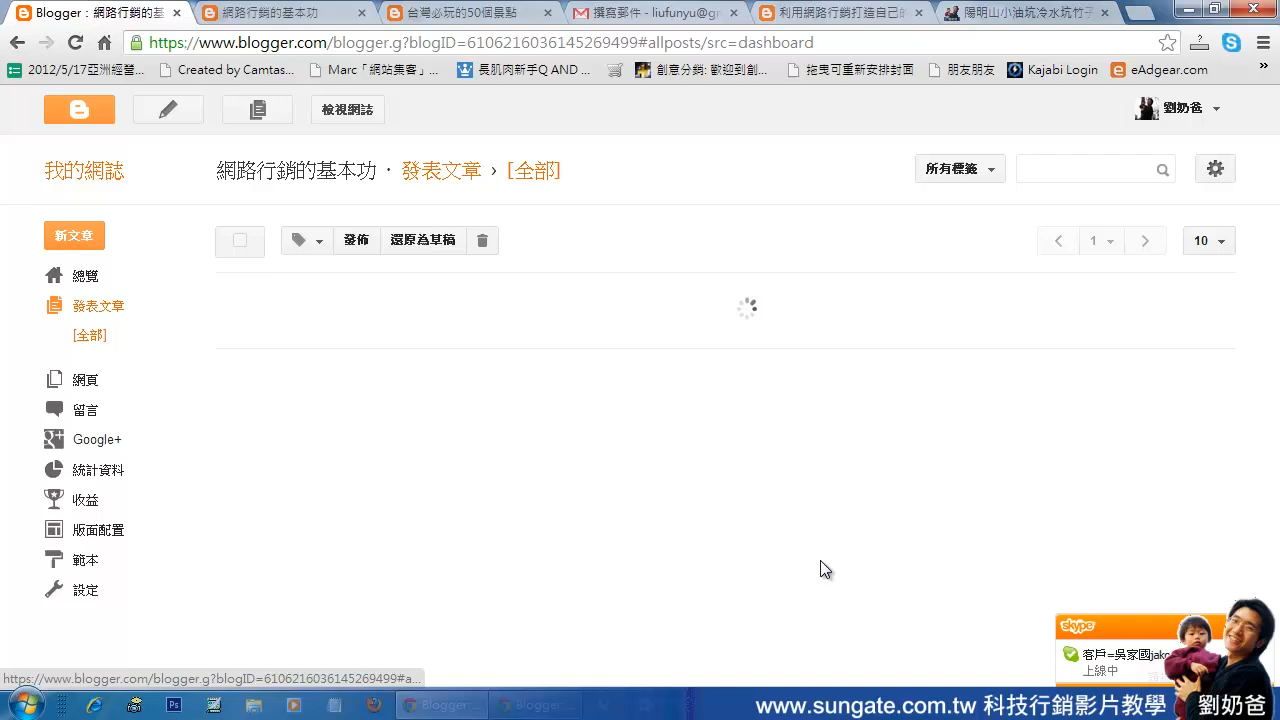 Blogger：網路行銷的基
網路行銷的基本功
台灣必玩的50個景點
撰寫郵件 - liufunyu@gr
利用網路行銷打造自己的
陽明山小油坑冷水坑竹子
https://www.blogger.com/blogger.g?blogID=6106216036145269499#allposts/src=dashboard
2012/5/17亞洲經營...
Created by Camtas...
Marc「網站集客」...
長肌肉新手Q AND...
創意分銷: 歡迎到創...
拖曳可重新安排封面
朋友朋友
Kajabi Login
eAdgear.com
»
檢視網誌
劉奶爸
我的網誌
網路行銷的基本功 · 發表文章 › [全部]
所有標籤
新文章
發佈
還原為草稿
1
10
總覽
發表文章
[全部]
網頁
留言
Google+
統計資料
收益
版面配置
範本
設定
skype
客戶=吳家國jako
上線中
https://www.blogger.com/blogger.g?blogID=6106216036145269499#a...
Blogger...
Blogger...
www.sungate.com.tw 科技行銷影片教學
劉奶爸